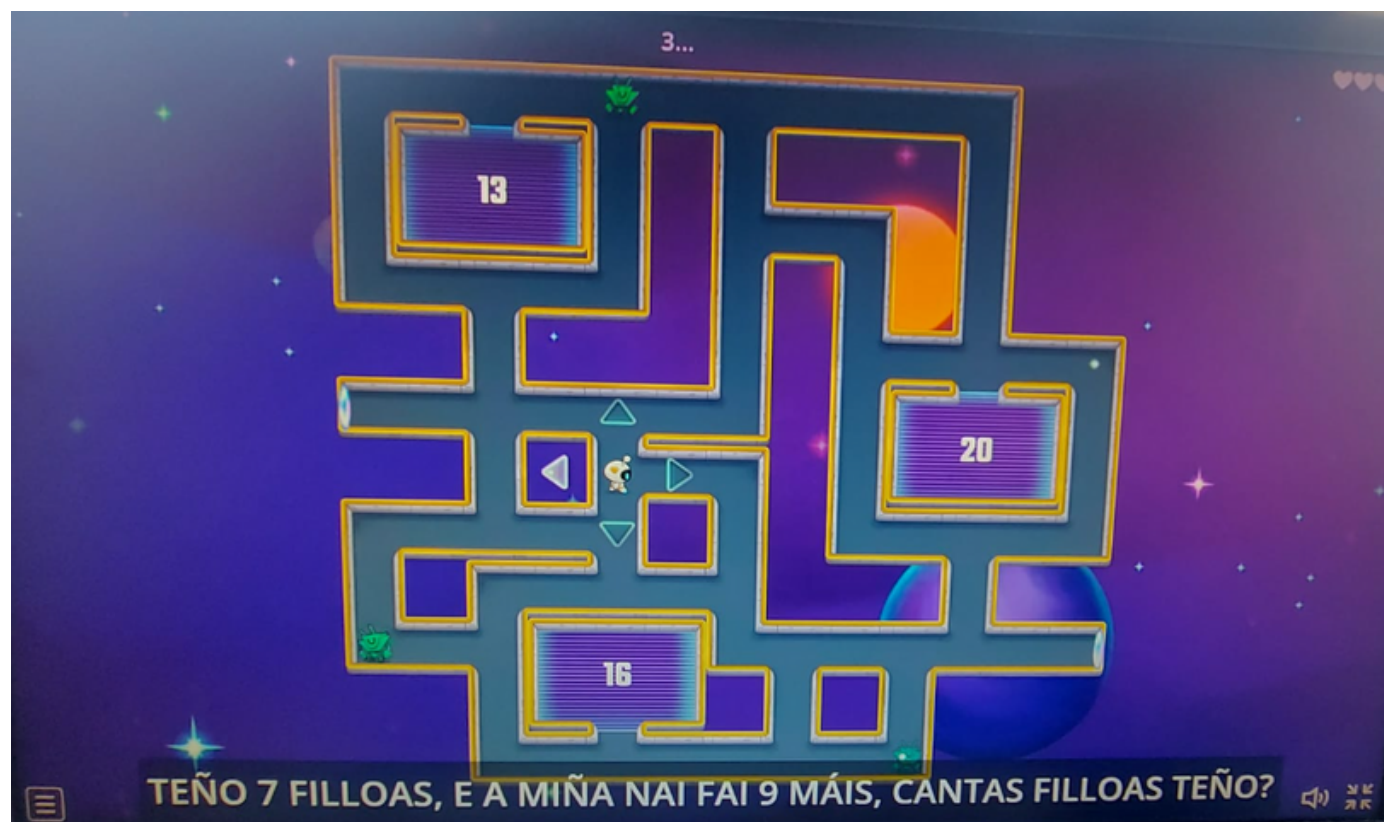 3...
13
20
16
TEÑO 7 FILLOAS, E A MIÑA NAI FAI 9 MÁIS, CANTAS FILLOAS TEÑO?